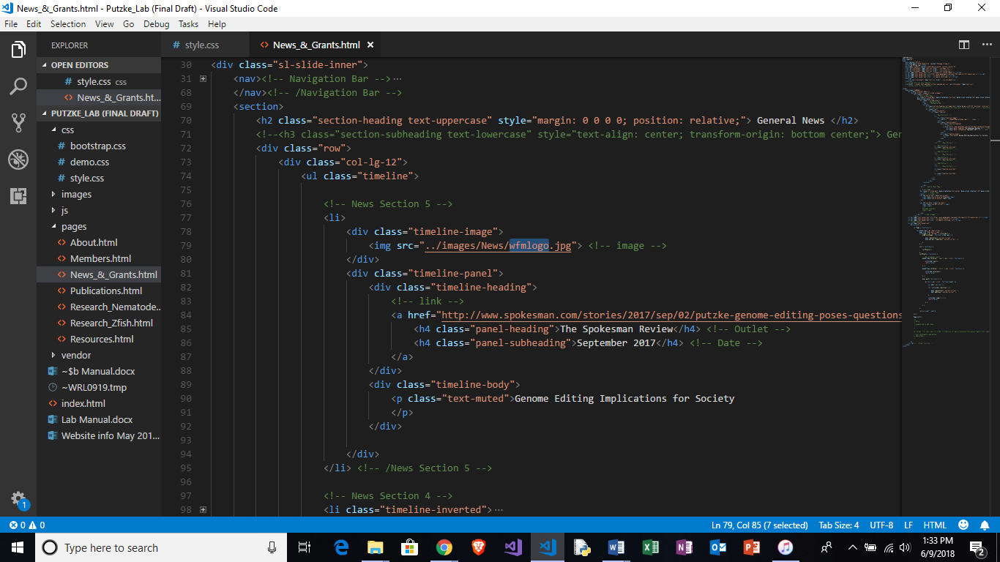 News_&_Grants.html - Putzke_Lab (Final Draft) - Visual Studio Code
File Edit Selection View Go Debug Tasks Help
EXPLORER
OPEN EDITORS
# style.css css
<> News_&_Grants.ht...
PUTZKE_LAB (FINAL DRAFT)
css
# bootstrap.css
# demo.css
# style.css
images
js
pages
<> About.html
<> Members.html
<> News_&_Grants.html
<> Publications.html
<> Research_Nematode...
<> Research_Zfish.html
<> Resources.html
vendor
~$b Manual.docx
~WRL0919.tmp
<> index.html
Lab Manual.docx
Website info May 201...
1
# style.css
<> News_&_Grants.html ×
30 <div class="sl-slide-inner">
31 <nav><!-- Navigation Bar -->...
68 </nav><!-- /Navigation Bar -->
69 <section>
70 <h2 class="section-heading text-uppercase" style="margin: 0 0 0 0; position: relative;"> General News </h2>
71 <!--<h3 class="section-subheading text-lowercase" style="text-align: center; transform-origin: bottom center;"> Ger
72 <div class="row">
73 <div class="col-lg-12">
74 <ul class="timeline">
75
76 <!-- News Section 5 -->
77 <li>
78 <div class="timeline-image">
79 <img src="../images/News/wfmlogo.jpg"> <!-- image -->
80 </div>
81 <div class="timeline-panel">
82 <div class="timeline-heading">
83 <!-- link -->
84 <a href="http://www.spokesman.com/stories/2017/sep/02/putzke-genome-editing-poses-questions
85 <h4 class="panel-heading">The Spokesman Review</h4> <!-- Outlet -->
86 <h4 class="panel-subheading">September 2017</h4> <!-- Date -->
87 </a>
88 </div>
89 <div class="timeline-body">
90 <p class="text-muted">Genome Editing Implications for Society
91 </p>
92 </div>
93
94 </div>
95 </li> <!-- /News Section 5 -->
96
97 <!-- News Section 4 -->
98 <li class="timeline-inverted">...
0 0
Ln 79, Col 85 (7 selected) Tab Size: 4 UTF-8 LF HTML
Type here to search
1:33 PM
6/9/2018
2